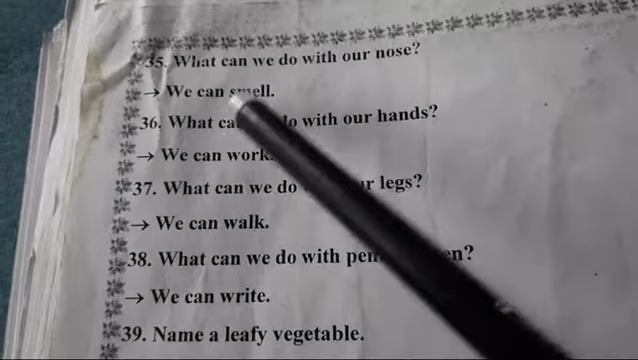 35. What can we do with our nose?
→ We can smell.
36. What do with our hands?
→ We can work.
37. What can we do legs?
→ We can walk.
38. What can we do with
→ We can write.
39. Name a leafy vegetable.